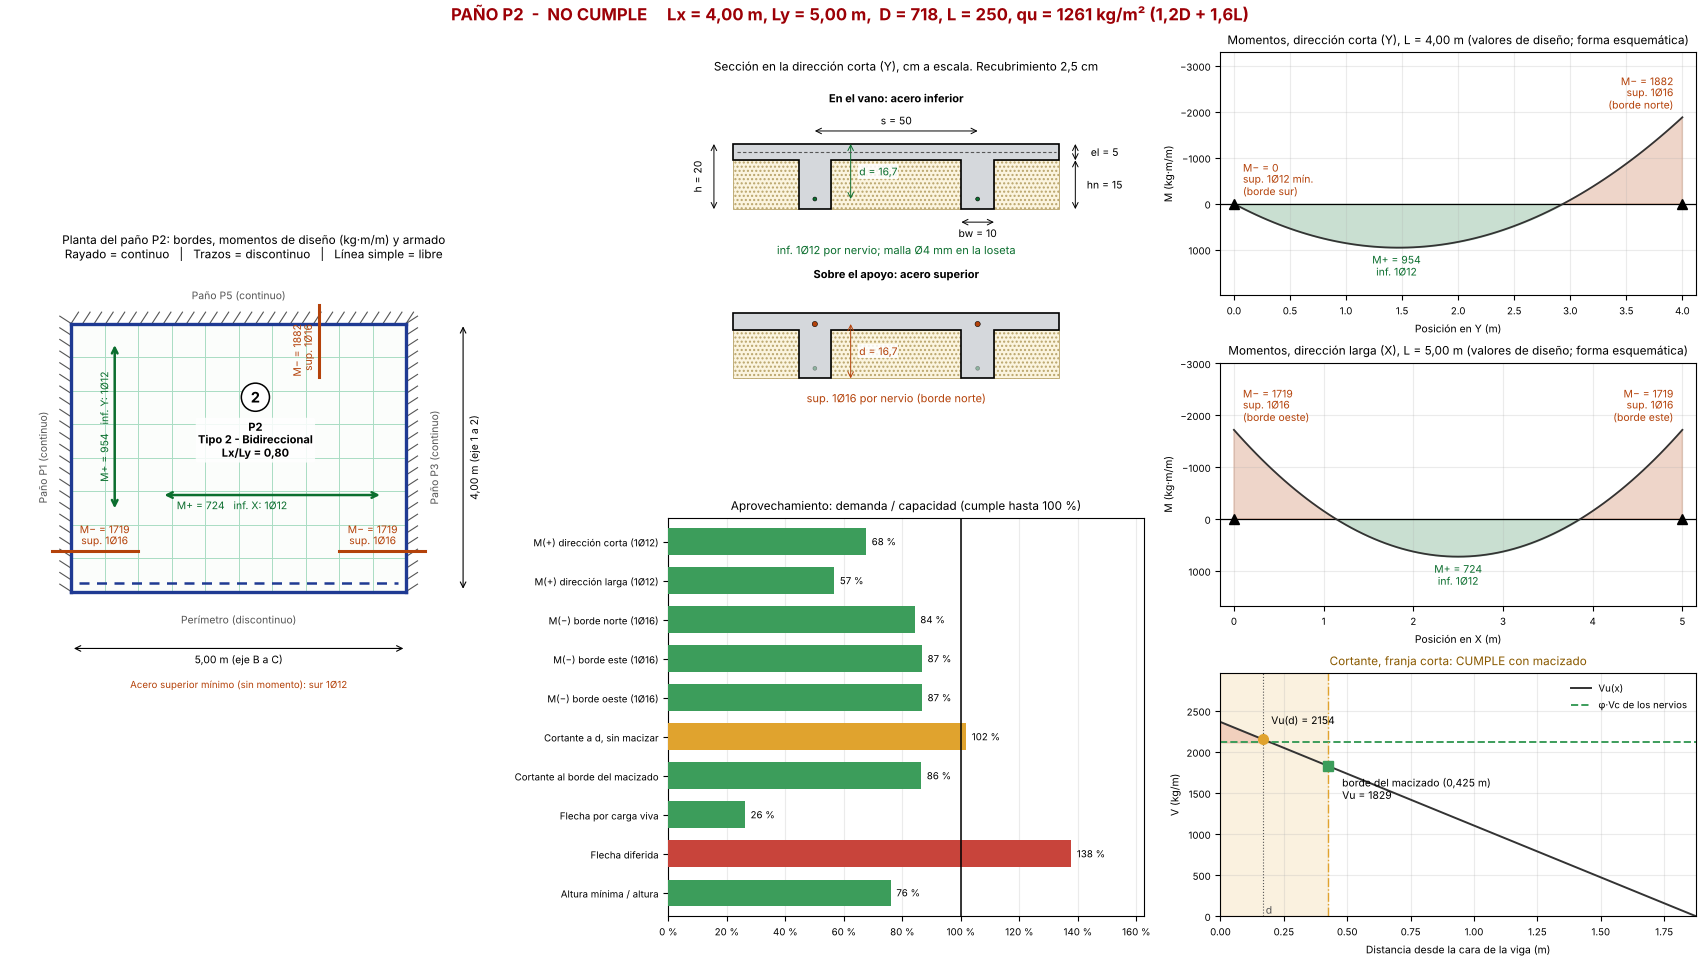 PAÑO P2 - NO CUMPLE Lx = 4,00 m, Ly = 5,00 m, D = 718, L = 250, qu = 1261 kg/m² (1,2D + 1,6L)
Planta del paño P2: bordes, momentos de diseño (kg·m/m) y armado
Rayado = continuo | Trazos = discontinuo | Línea simple = libre
Paño P5 (continuo)
M− = 1882
sup. 1Ø16
M+ = 954 inf. Y: 1Ø12
2
P2
Tipo 2 - Bidireccional
Lx/Ly = 0,80
Paño P1 (continuo)
Paño P3 (continuo)
4,00 m (eje 1 a 2)
M+ = 724 inf. X: 1Ø12
M− = 1719
sup. 1Ø16
M− = 1719
sup. 1Ø16
Perímetro (discontinuo)
5,00 m (eje B a C)
Acero superior mínimo (sin momento): sur 1Ø12
Sección en la dirección corta (Y), cm a escala. Recubrimiento 2,5 cm
En el vano: acero inferior
s = 50
h = 20
d = 16,7
el = 5
hn = 15
bw = 10
inf. 1Ø12 por nervio; malla Ø4 mm en la loseta
Sobre el apoyo: acero superior
d = 16,7
sup. 1Ø16 por nervio (borde norte)
Aprovechamiento: demanda / capacidad (cumple hasta 100 %)
M(+) dirección corta (1Ø12) 68 %
M(+) dirección larga (1Ø12) 57 %
M(−) borde norte (1Ø16) 84 %
M(−) borde este (1Ø16) 87 %
M(−) borde oeste (1Ø16) 87 %
Cortante a d, sin macizar 102 %
Cortante al borde del macizado 86 %
Flecha por carga viva 26 %
Flecha diferida 138 %
Altura mínima / altura 76 %
0 % 20 % 40 % 60 % 80 % 100 % 120 % 140 % 160 %
Momentos, dirección corta (Y), L = 4,00 m (valores de diseño; forma esquemática)
M (kg·m/m)
−3000
−2000
−1000
0
1000
M− = 1882
sup. 1Ø16
(borde norte)
M− = 0
sup. 1Ø12 mín.
(borde sur)
M+ = 954
inf. 1Ø12
0.0 0.5 1.0 1.5 2.0 2.5 3.0 3.5 4.0
Posición en Y (m)
Momentos, dirección larga (X), L = 5,00 m (valores de diseño; forma esquemática)
M (kg·m/m)
−3000
−2000
−1000
0
1000
M− = 1719
sup. 1Ø16
(borde oeste)
M− = 1719
sup. 1Ø16
(borde este)
M+ = 724
inf. 1Ø12
0 1 2 3 4 5
Posición en X (m)
Cortante, franja corta: CUMPLE con macizado
V (kg/m)
2500
2000
1500
1000
500
0
Vu(x)
φ·Vc de los nervios
Vu(d) = 2154
borde del macizado (0,425 m)
Vu = 1829
d
0.00 0.25 0.50 0.75 1.00 1.25 1.50 1.75
Distancia desde la cara de la viga (m)